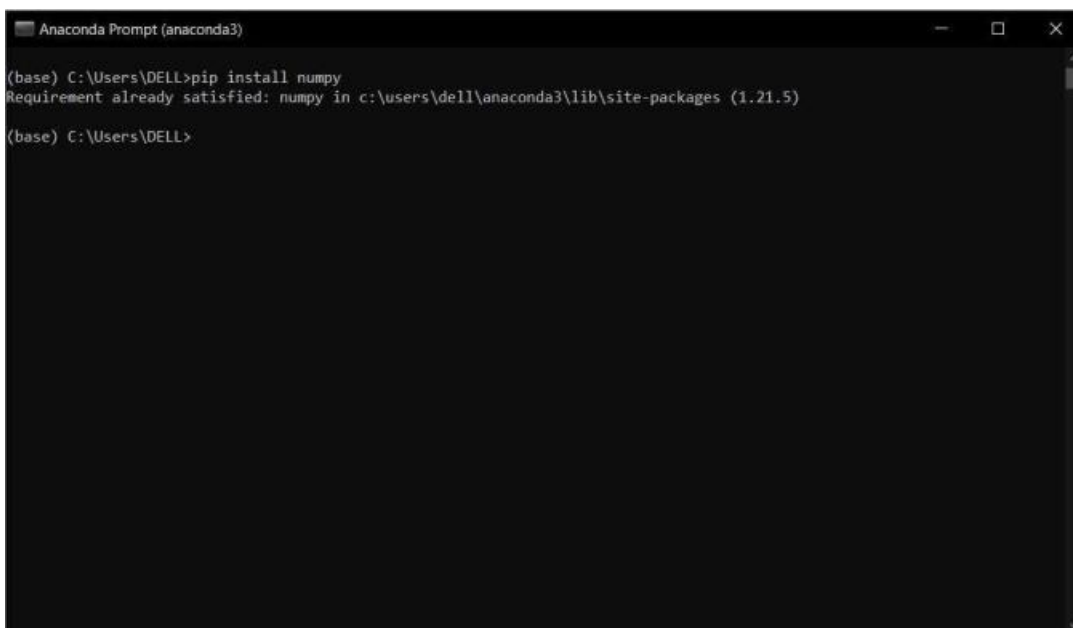 Anaconda Prompt (anaconda3)
(base) C:\Users\DELL>pip install numpy
Requirement already satisfied: numpy in c:\users\dell\anaconda3\lib\site-packages (1.21.5)
(base) C:\Users\DELL>